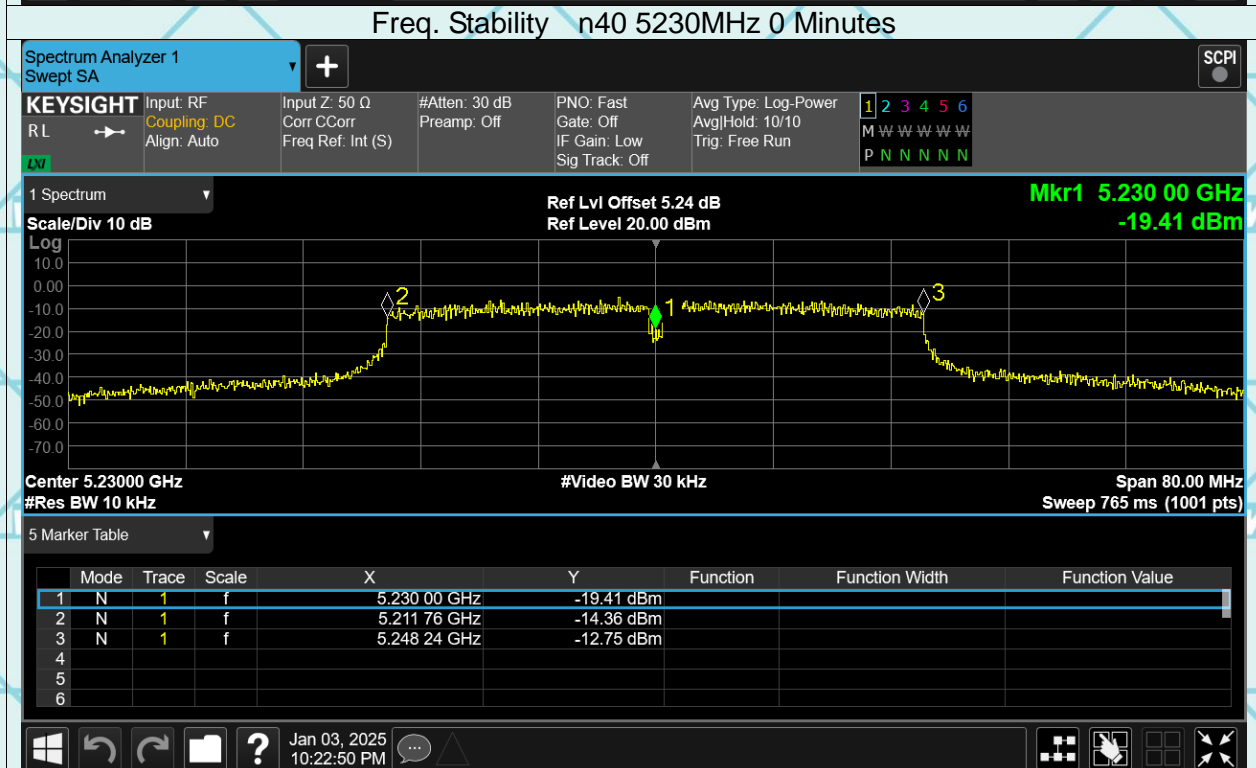 Freq. Stability n40 5230MHz 0 Minutes
Spectrum Analyzer 1
Swept SA
+
SCPI
KEYSIGHT
R L
LXI
Input: RF
Coupling: DC
Align: Auto
Input Z: 50 Ω
Corr CCorr
Freq Ref: Int (S)
#Atten: 30 dB
Preamp: Off
PNO: Fast
Gate: Off
IF Gain: Low
Sig Track: Off
Avg Type: Log-Power
Avg|Hold: 10/10
Trig: Free Run
1 2 3 4 5 6
M W W W W W
P N N N N N
1 Spectrum
Scale/Div 10 dB
Ref Lvl Offset 5.24 dB
Ref Level 20.00 dBm
Mkr1 5.230 00 GHz
-19.41 dBm
Log
10.0
0.00
-10.0
-20.0
-30.0
-40.0
-50.0
-60.0
-70.0
2
1
3
Center 5.23000 GHz
#Video BW 30 kHz
Span 80.00 MHz
#Res BW 10 kHz
Sweep 765 ms (1001 pts)
5 Marker Table
Mode Trace Scale X Y Function Function Width Function Value
1 N 1 f 5.230 00 GHz -19.41 dBm
2 N 1 f 5.211 76 GHz -14.36 dBm
3 N 1 f 5.248 24 GHz -12.75 dBm
4
5
6
?
Jan 03, 2025
10:22:50 PM